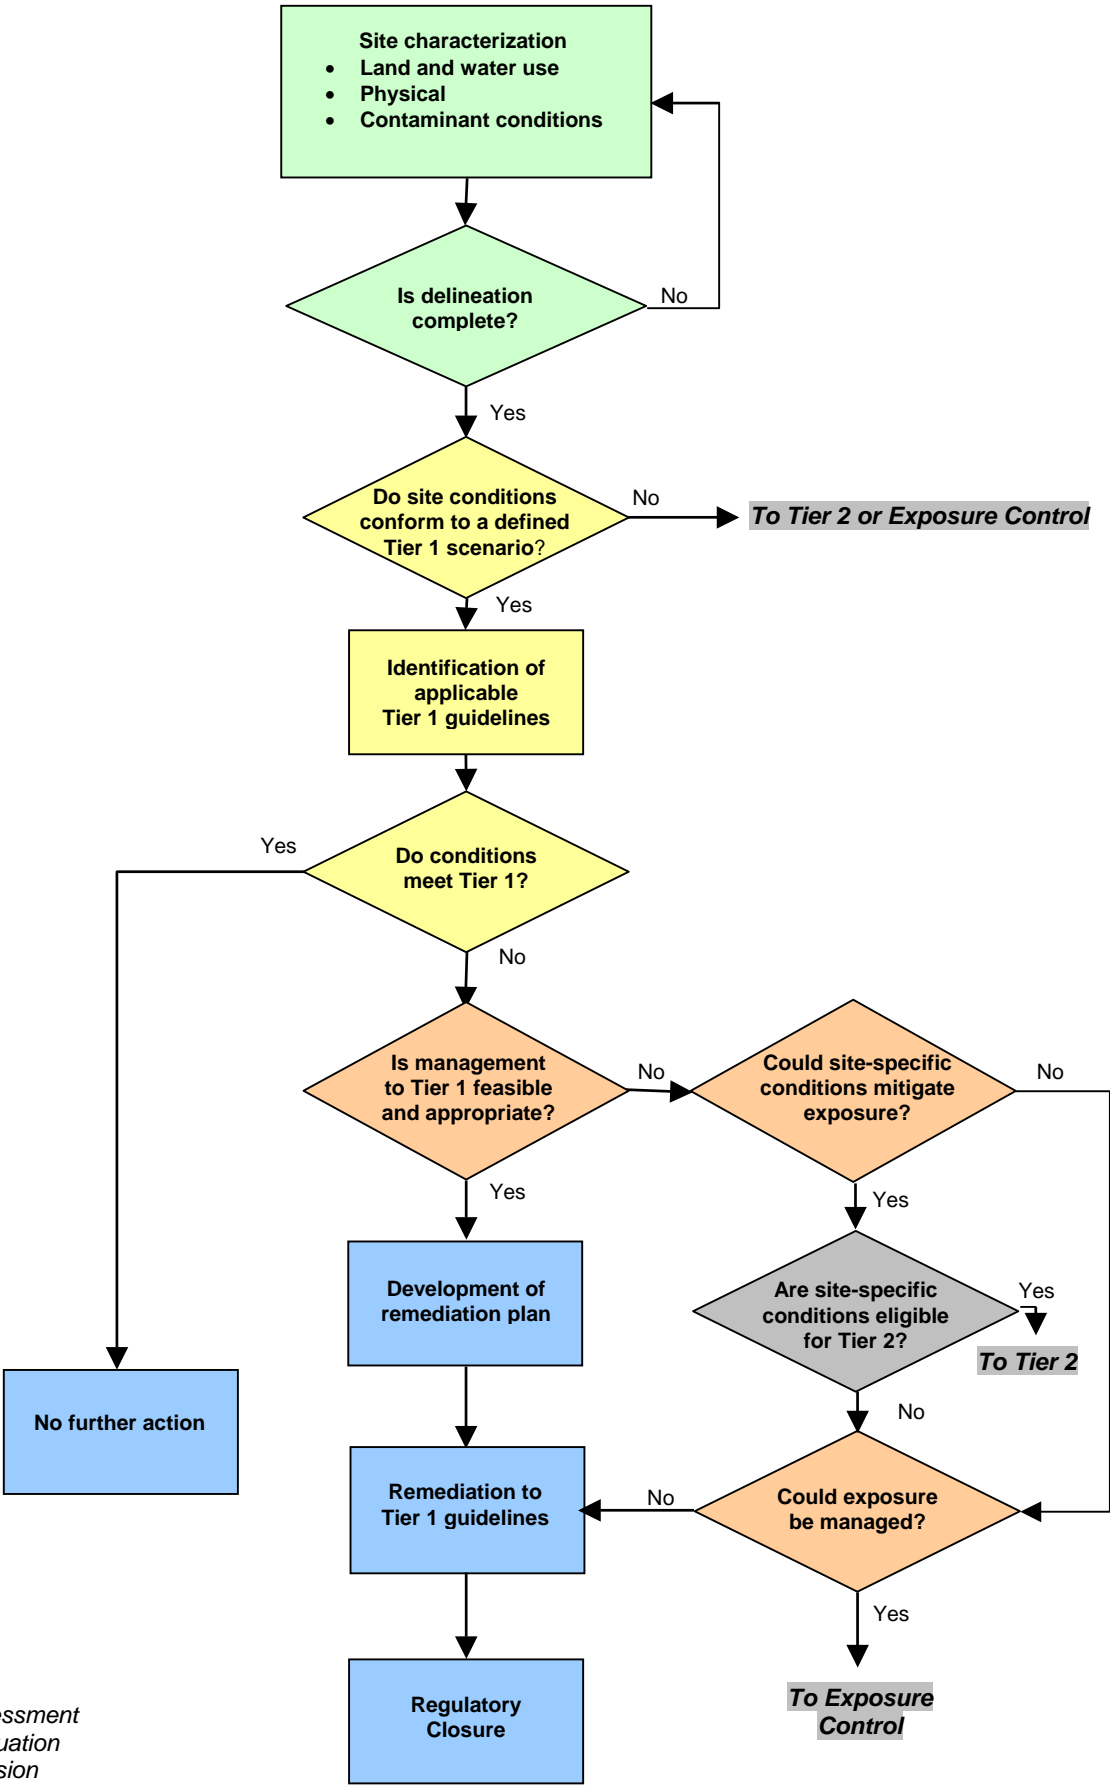 Site characterization
• Land and water use
• Physical
• Contaminant conditions
Is delineation
complete?
No
Yes
Do site conditions
conform to a defined
Tier 1 scenario?
No
To Tier 2 or Exposure Control
Yes
Identification of
applicable
Tier 1 guidelines
Yes
Do conditions
meet Tier 1?
No
Is management
to Tier 1 feasible
and appropriate?
No
Could site-specific
conditions mitigate
exposure?
No
Yes
Yes
Development of
remediation plan
Are site-specific
conditions eligible
for Tier 2?
Yes
To Tier 2
No further action
No
Remediation to
Tier 1 guidelines
No
Could exposure
be managed?
Yes
Regulatory
Closure
To Exposure
Control